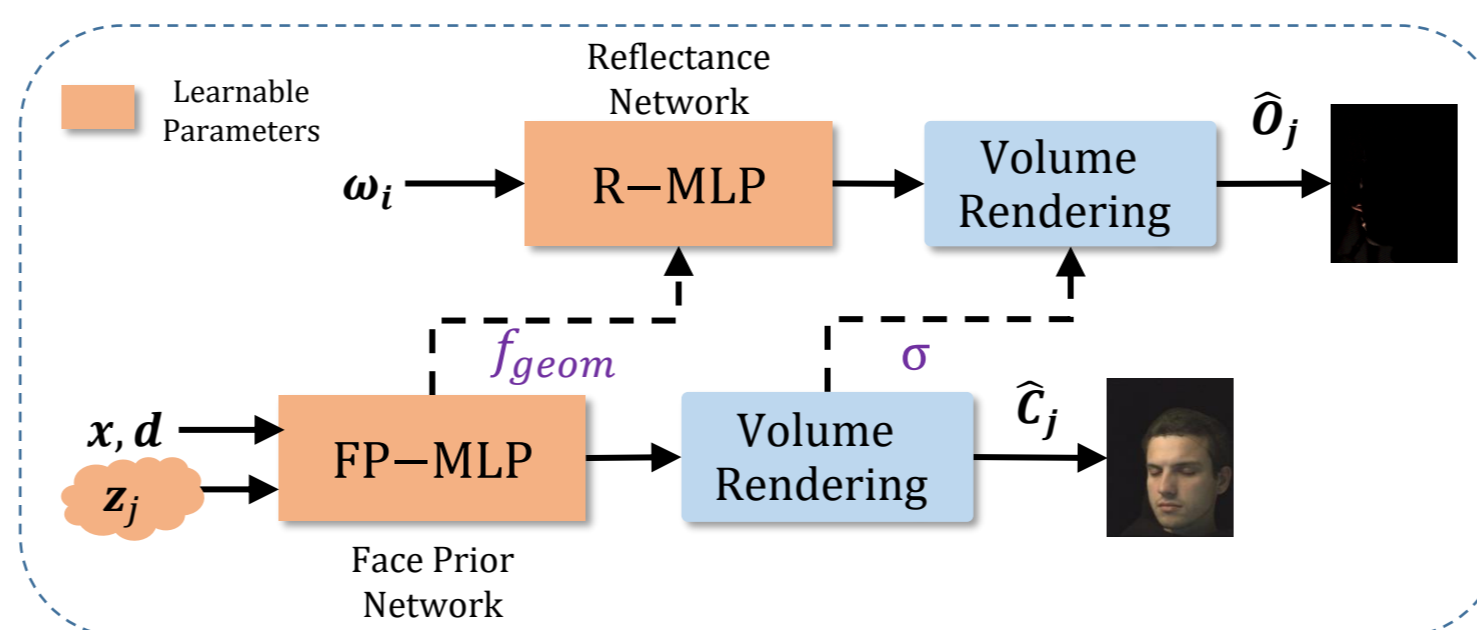 Learnable
Parameters
Reflectance
Network
ω_i
R−MLP
Volume
Rendering
Ô_j
f_geom
σ
x, d
z_j
FP−MLP
Volume
Rendering
Ĉ_j
Face Prior
Network